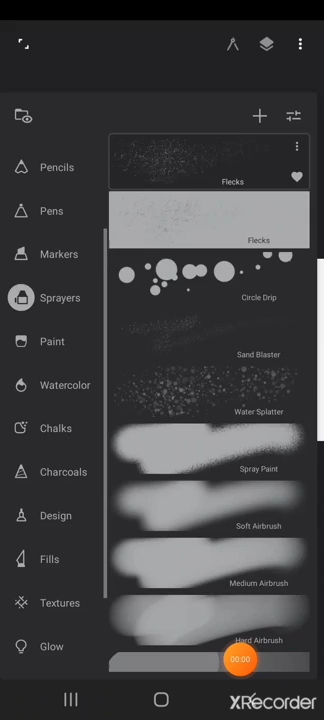 Flecks
Pencils
Pens
Flecks
Markers
Circle Drip
Sprayers
Paint
Sand Blaster
Watercolor
Water Splatter
Chalks
Spray Paint
Charcoals
Design
Soft Airbrush
Fills
Medium Airbrush
Textures
Hard Airbrush
Glow
00:00
XRecorder